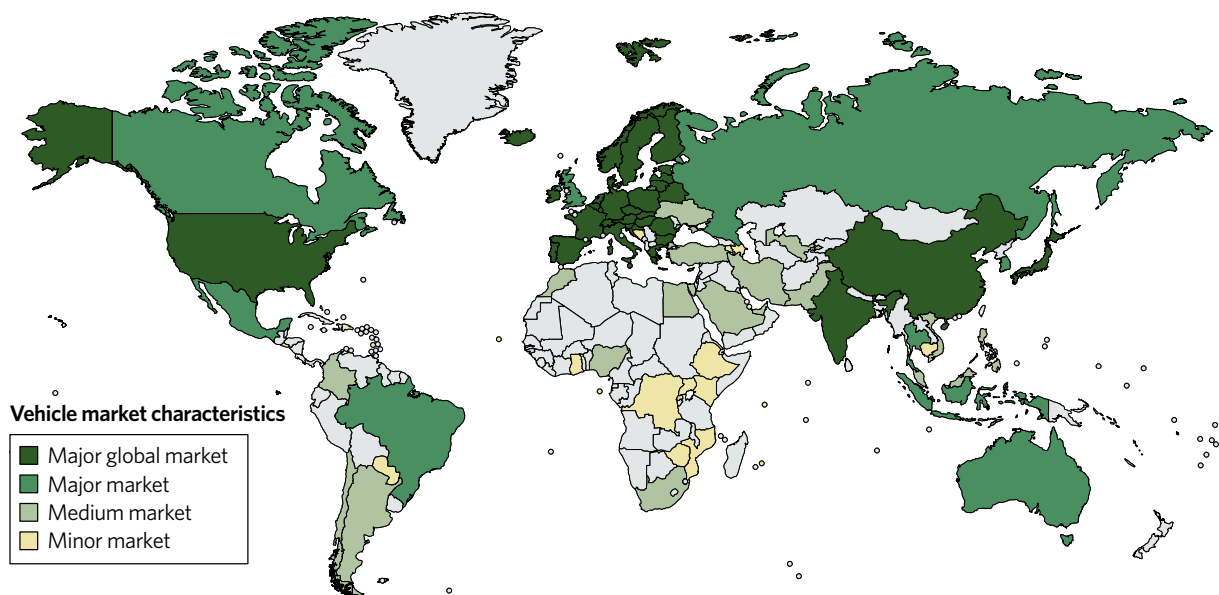 Vehicle market characteristics
Major global market
Major market
Medium market
Minor market